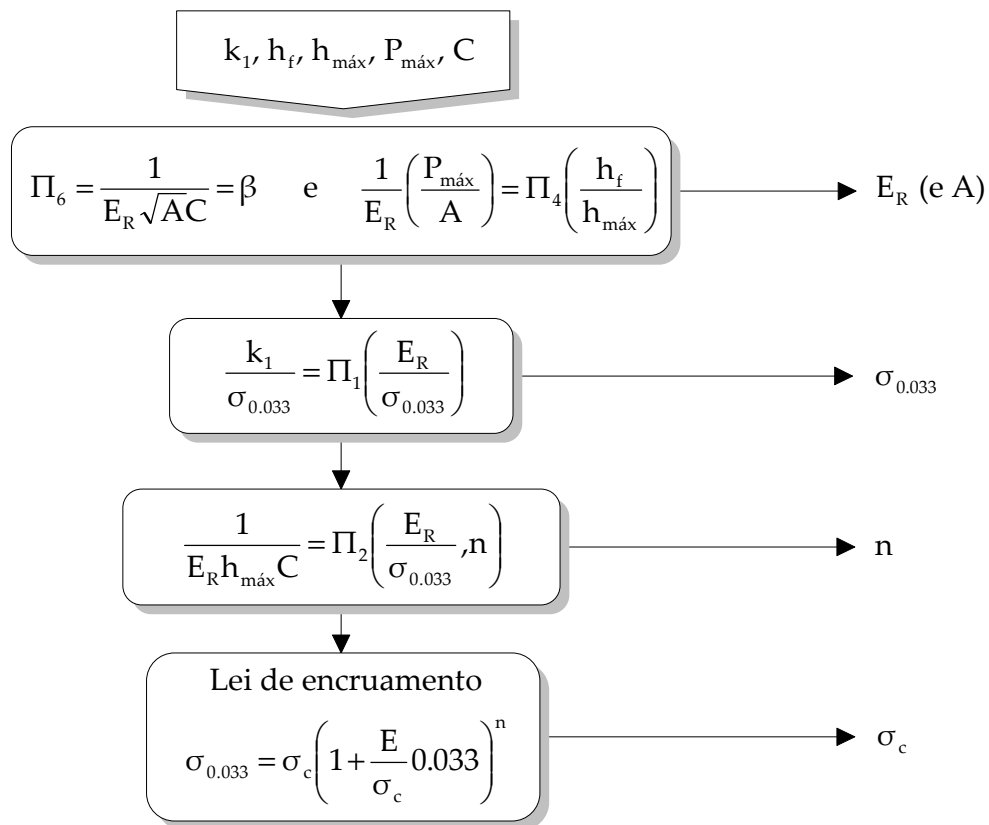 k₁, h_f, h_máx, P_máx, C
Π₆ = 1/(E_R√A C) = β e 1/E_R (P_máx/A) = Π₄(h_f/h_máx)
E_R (e A)
k₁/σ₀.₀₃₃ = Π₁(E_R/σ₀.₀₃₃)
σ₀.₀₃₃
1/(E_R h_máx C) = Π₂(E_R/σ₀.₀₃₃, n)
n
Lei de encruamento
σ₀.₀₃₃ = σ_c(1 + E/σ_c 0.033)ⁿ
σ_c